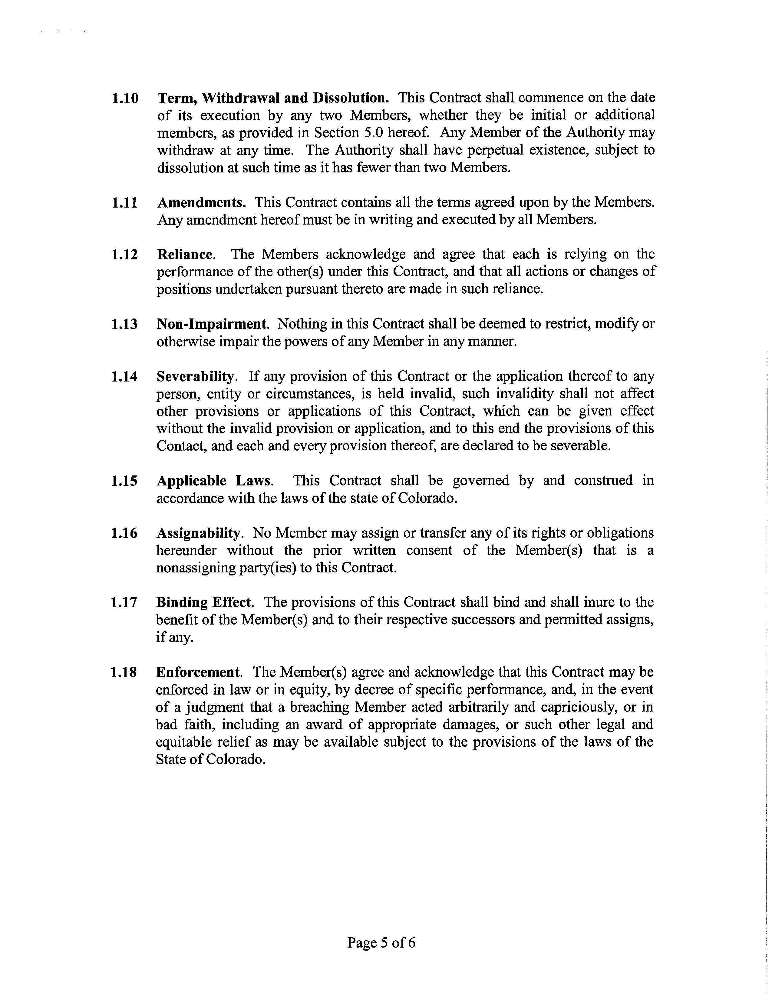 1.10 Term, Withdrawal and Dissolution. This Contract shall commence on the date
of its execution by any two Members, whether they be initial or additional
members, as provided in Section 5.0 hereof. Any Member of the Authority may
withdraw at any time. The Authority shall have perpetual existence, subject to
dissolution at such time as it has fewer than two Members.
1.11 Amendments. This Contract contains all the terms agreed upon by the Members.
Any amendment hereof must be in writing and executed by all Members.
1.12 Reliance. The Members acknowledge and agree that each is relying on the
performance of the other(s) under this Contract, and that all actions or changes of
positions undertaken pursuant thereto are made in such reliance.
1.13 Non-Impairment. Nothing in this Contract shall be deemed to restrict, modify or
otherwise impair the powers of any Member in any manner.
1.14 Severability. If any provision of this Contract or the application thereof to any
person, entity or circumstances, is held invalid, such invalidity shall not affect
other provisions or applications of this Contract, which can be given effect
without the invalid provision or application, and to this end the provisions of this
Contact, and each and every provision thereof, are declared to be severable.
1.15 Applicable Laws. This Contract shall be governed by and construed in
accordance with the laws of the state of Colorado.
1.16 Assignability. No Member may assign or transfer any of its rights or obligations
hereunder without the prior written consent of the Member(s) that is a
nonassigning party(ies) to this Contract.
1.17 Binding Effect. The provisions of this Contract shall bind and shall inure to the
benefit of the Member(s) and to their respective successors and permitted assigns,
if any.
1.18 Enforcement. The Member(s) agree and acknowledge that this Contract may be
enforced in law or in equity, by decree of specific performance, and, in the event
of a judgment that a breaching Member acted arbitrarily and capriciously, or in
bad faith, including an award of appropriate damages, or such other legal and
equitable relief as may be available subject to the provisions of the laws of the
State of Colorado.
Page 5 of 6